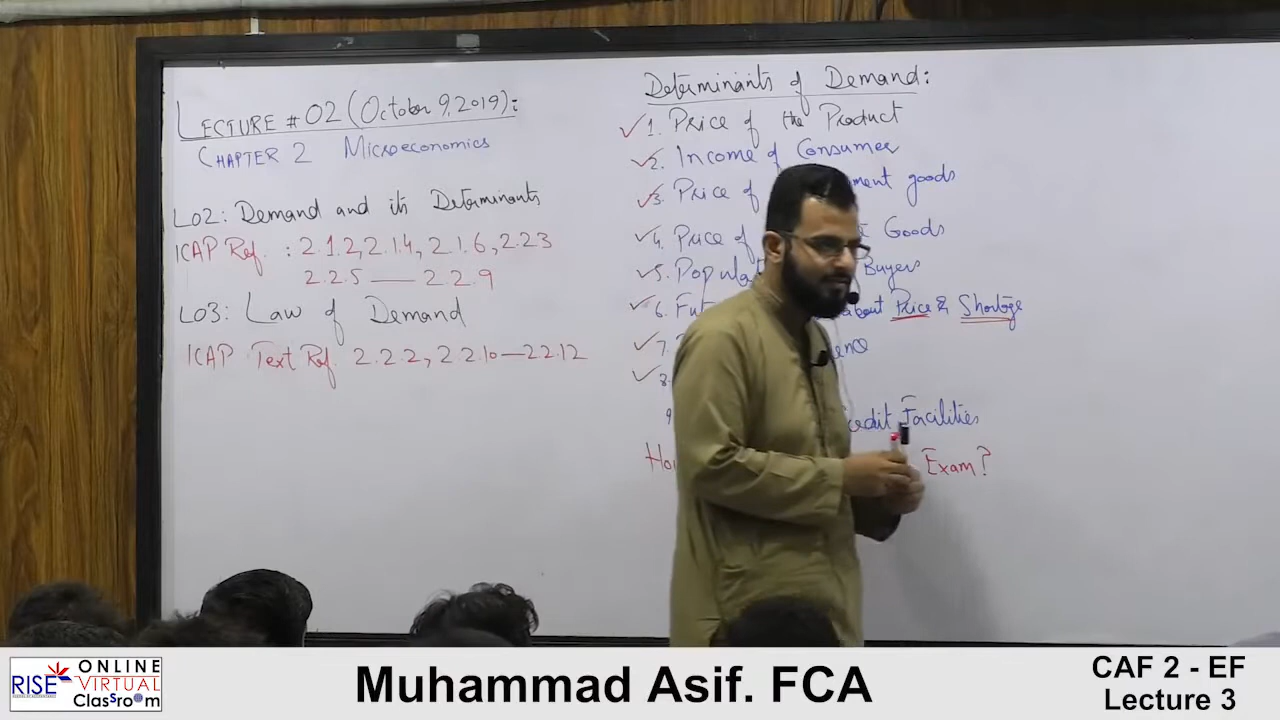 LECTURE # 02 (October 9, 2019):
CHAPTER 2 Microeconomics
LO2: Demand and its Determinants
ICAP Ref. : 2.1.2, 2.1.4, 2.1.6, 2.2.3
2.2.5 — 2.2.9
LO3: Law of Demand
ICAP Text Ref. 2.2.2, 2.2.10—2.2.12
Determinants of Demand:
✓1. Price of the Product
✓2. Income of Consumer
✓3. Price of goods
✓4. Price of Goods
✓5. Buyers
✓6. about Price & Shortage
✓7.
✓8.
9 Facilities
Exam?
RISE
ONLINE
VIRTUAL
Classroom
Muhammad Asif. FCA
CAF 2 - EF
Lecture 3